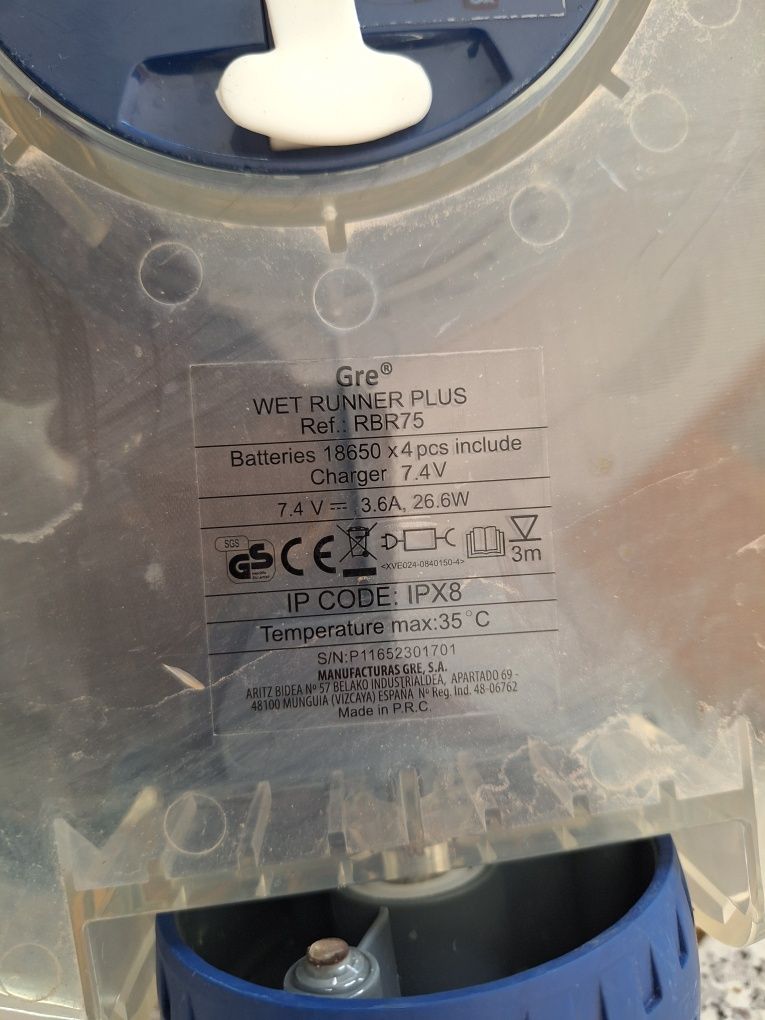 Gre®
WET RUNNER PLUS
Ref.: RBR75
Batteries 18650 x 4 pcs include
Charger 7.4V
7.4 V ⎓ 3.6A, 26.6W
SGS
GS
CE
<XVE024-0840150-4>
3m
IP CODE: IPX8
Temperature max:35°C
S/N:P11652301701
MANUFACTURAS GRE, S.A.
ARITZ BIDEA Nº 57 BELAKO INDUSTRIALDEA, APARTADO 69 -
48100 MUNGUIA (VIZCAYA) ESPAÑA Nº Reg. Ind. 48-06762
Made in P.R.C.